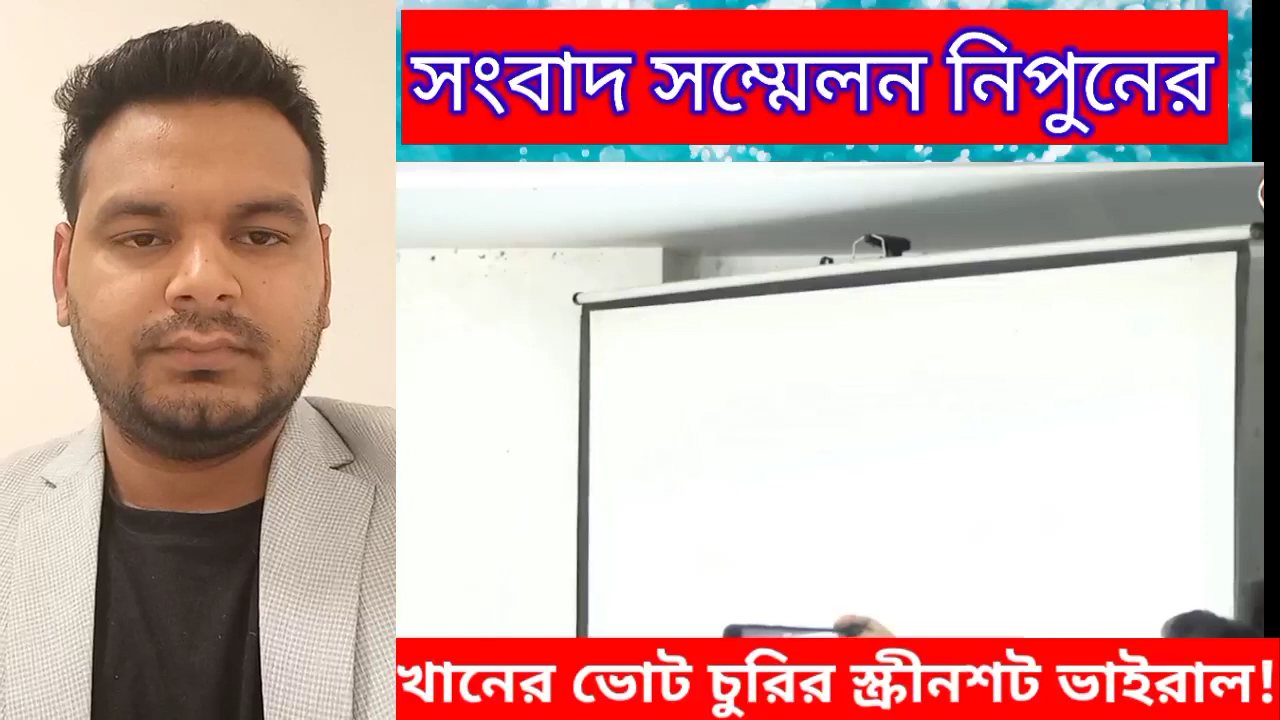 সংবাদ সম্মেলন নিপুনের
খানের ভোট চুরির স্ক্রীনশট ভাইরাল!